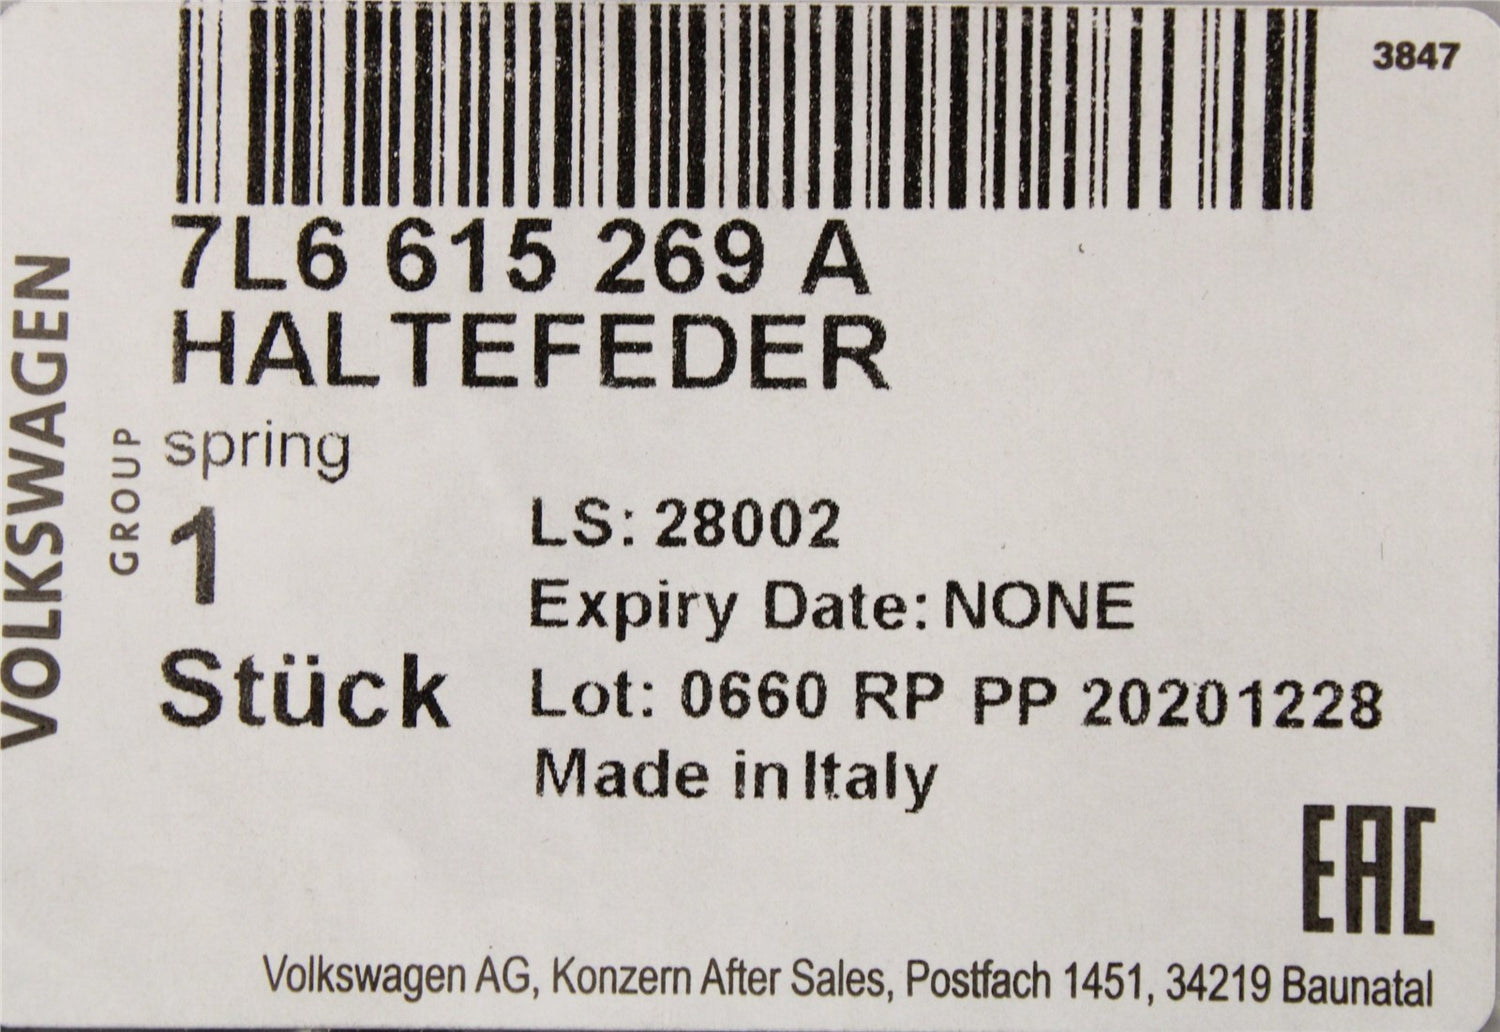 3847
7L6 615 269 A
HALTEFEDER
spring
1
Stück
LS: 28002
Expiry Date: NONE
Lot: 0660 RP PP 20201228
Made in Italy
VOLKSWAGEN
GROUP
EAC
Volkswagen AG, Konzern After Sales, Postfach 1451, 34219 Baunatal